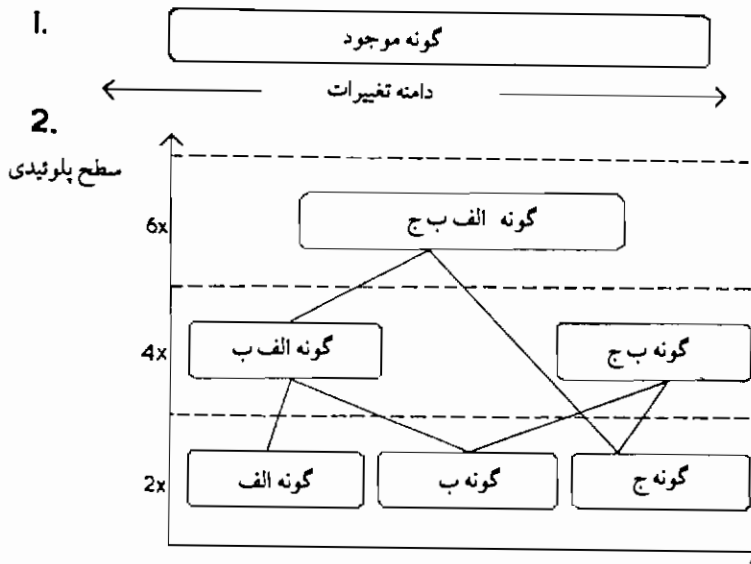 1.
گونه موجود
دامنه تغییرات
2.
سطح پلوئیدی
6x
گونه الف ب ج
4x
گونه الف ب
گونه ب ج
2x
گونه الف
گونه ب
گونه ج